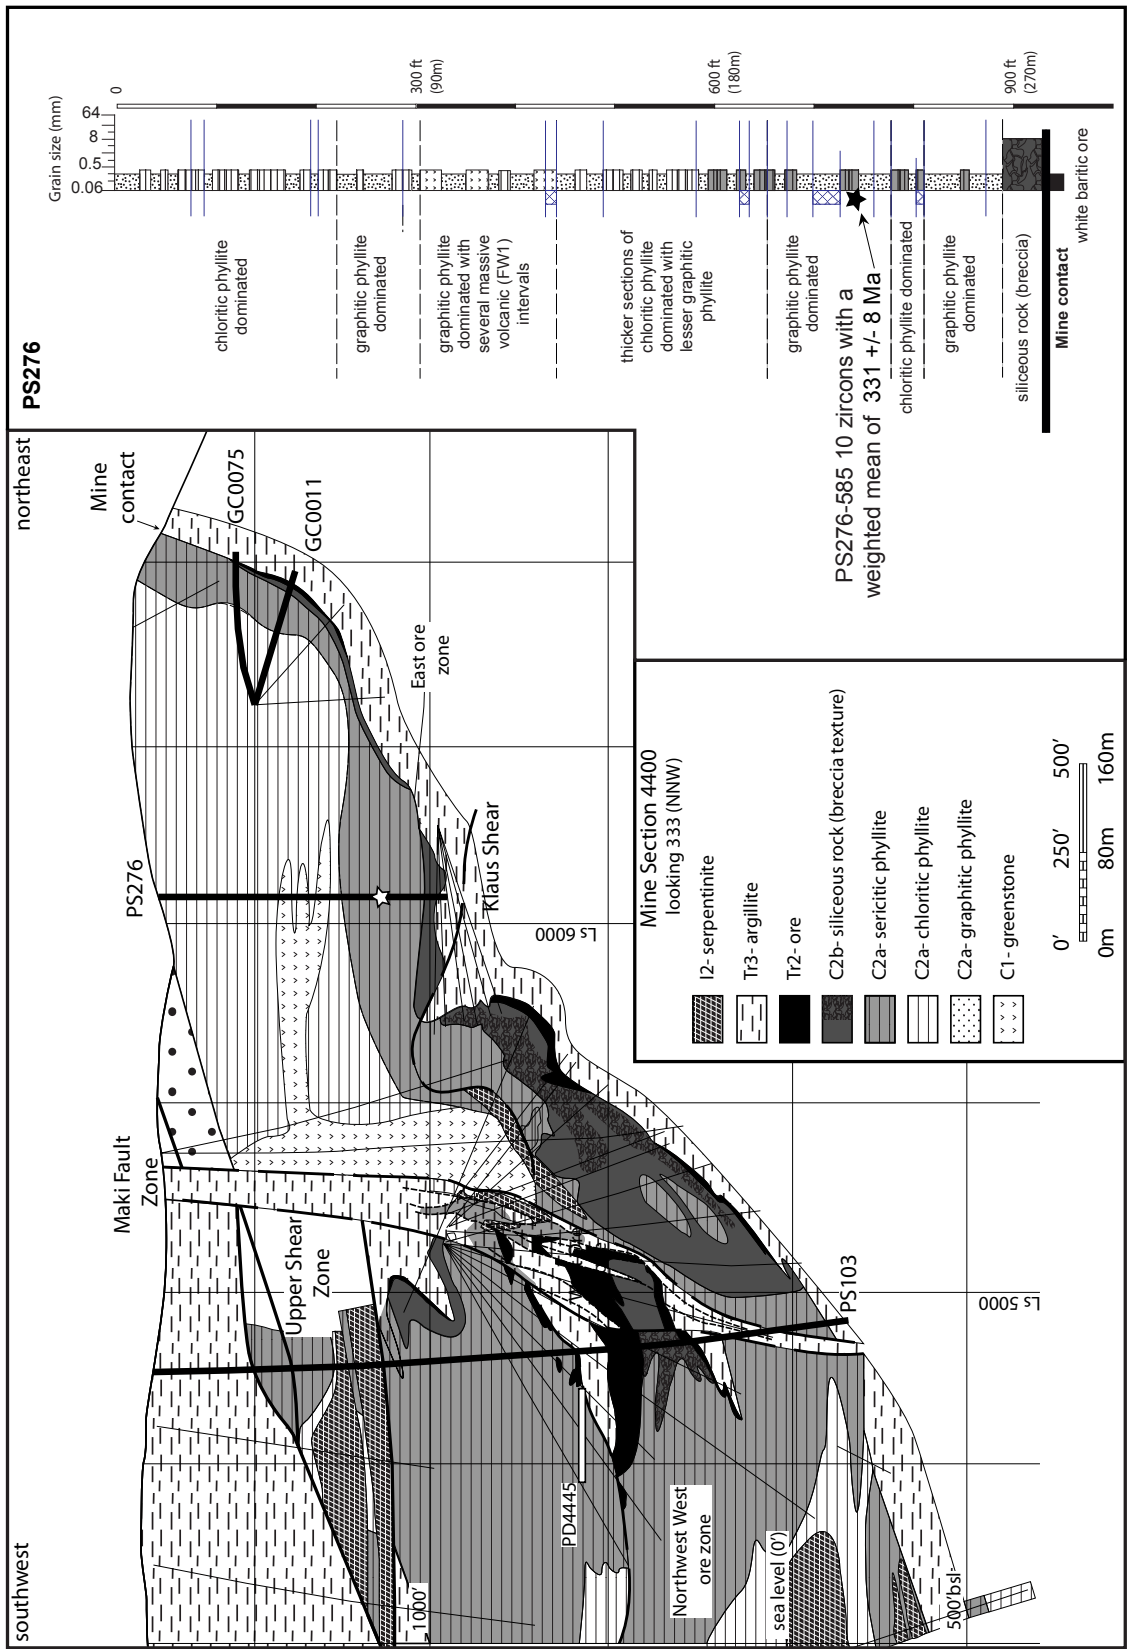 southwest
northeast
Maki Fault
Zone
PS276
Mine
contact
GC0075
GC0011
Upper Shear
Zone
East ore
zone
Klaus Shear
1000'
PD4445
Northwest West
ore zone
sea level (0')
500'bsl
PS103
Ls 5000
Ls 6000
Mine Section 4400
looking 333 (NNW)
I2- serpentinite
Tr3- argillite
Tr2- ore
C2b- siliceous rock (breccia texture)
C2a- sericitic phyllite
C2a- chloritic phyllite
C2a- graphitic phyllite
C1- greenstone
0' 250' 500'
0m 80m 160m
PS276
Grain size (mm)
64
8
0.5
0.06
0
300 ft
(90m)
600 ft
(180m)
900 ft
(270m)
chloritic phyllite
dominated
graphitic phyllite
dominated
graphitic phyllite
dominated with
several massive
volcanic (FW1)
intervals
thicker sections of
chloritic phyllite
dominated with
lesser graphitic
phyllite
graphitic phyllite
dominated
PS276-585 10 zircons with a
weighted mean of 331 +/- 8 Ma
chloritic phyllite dominated
graphitic phyllite
dominated
siliceous rock (breccia)
Mine contact
white baritic ore